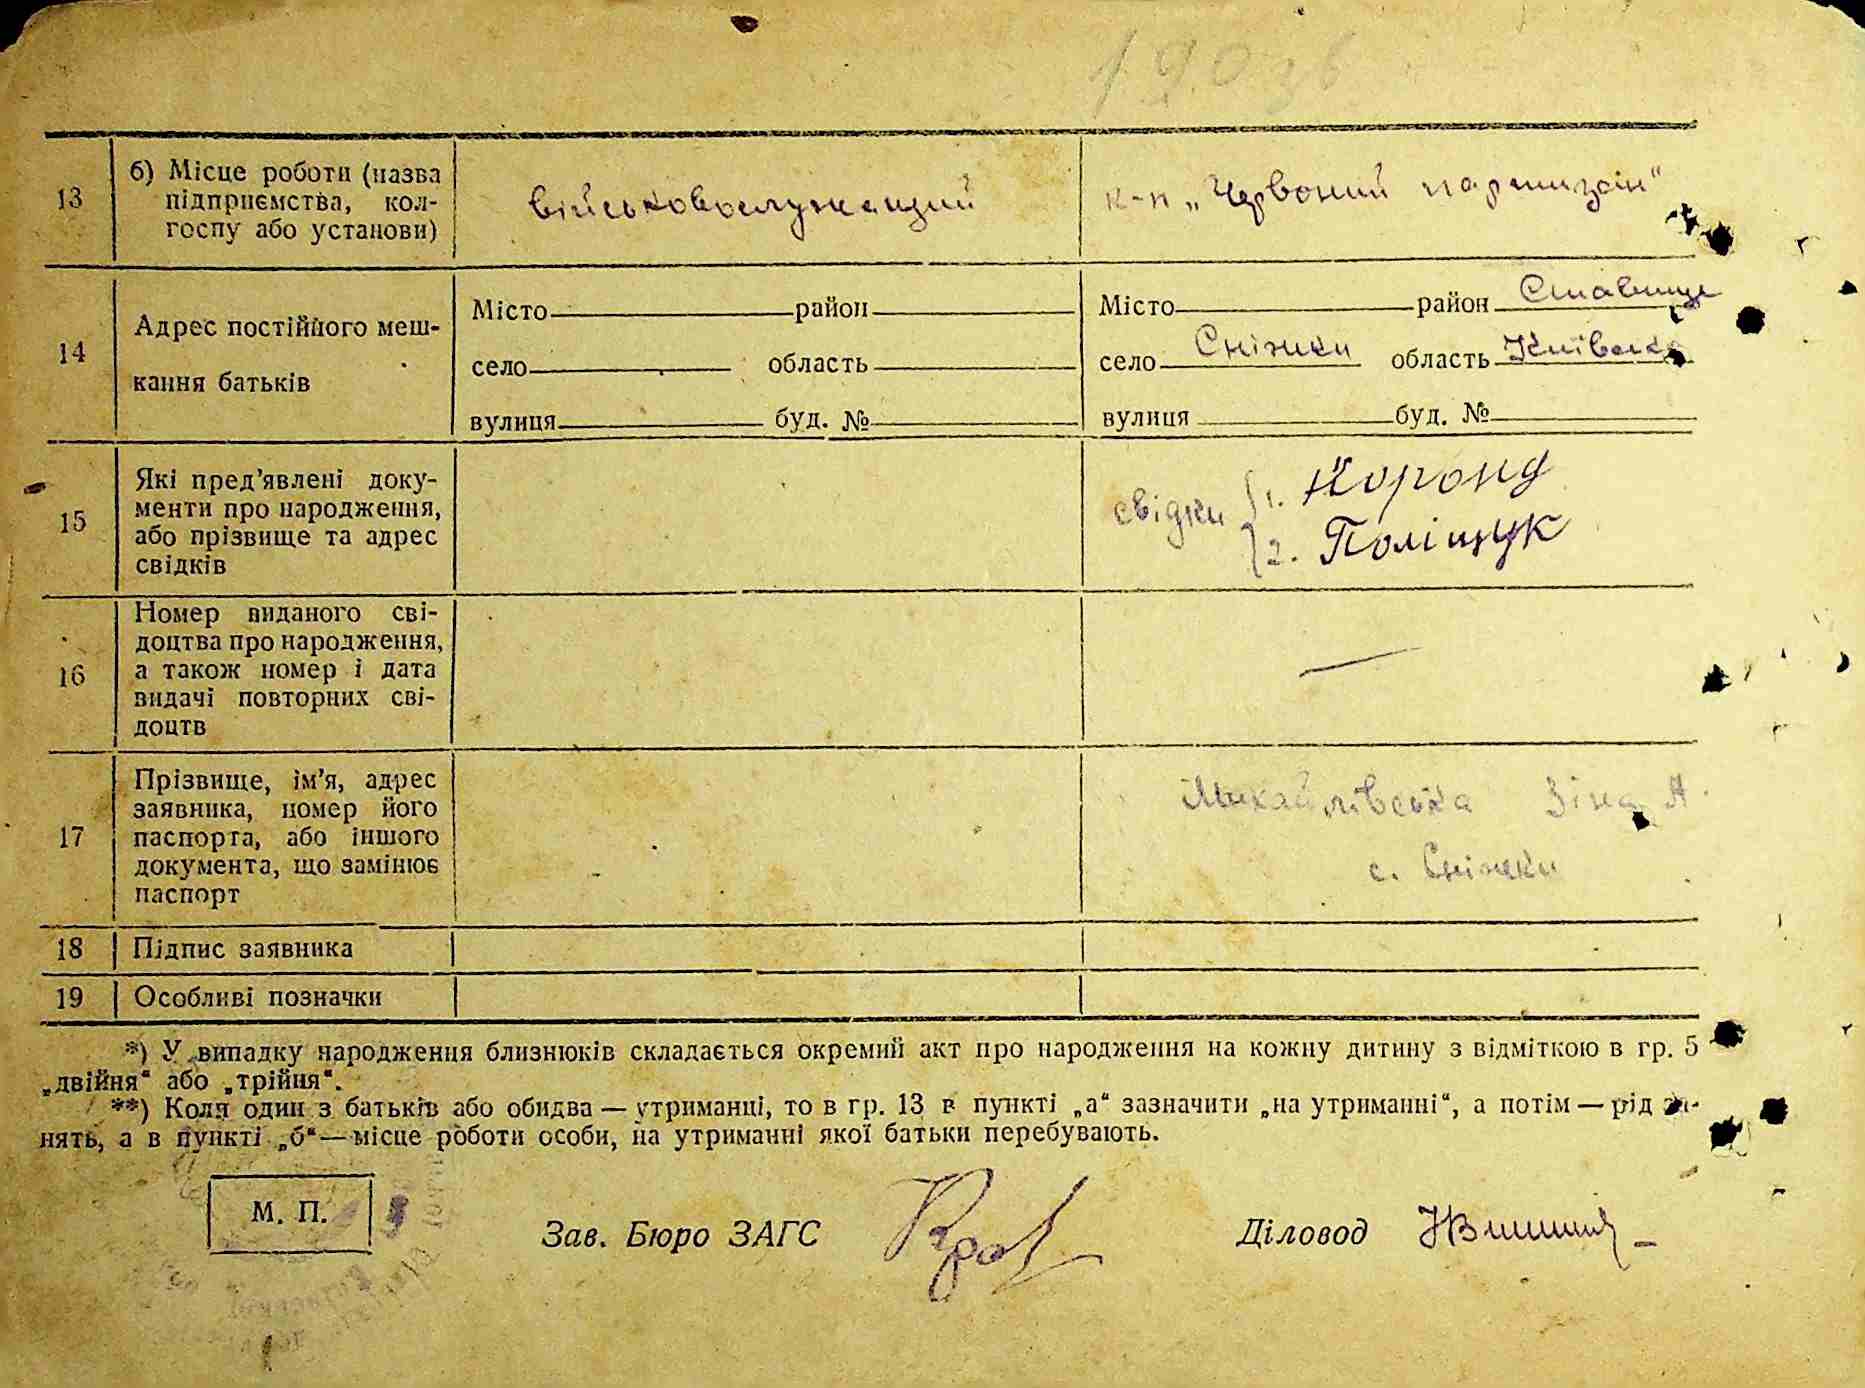 13
б) Місце роботи (назва
підприємства, кол-
госпу або установи)
військовослужащий
к-п „Червоний партизан“
14
Адрес постійного меш-
кання батьків
Місто район
село область
вулиця буд. №
Місто район Ставище
село Сніжки область Київська
вулиця буд. №
15
Які пред’явлені доку-
менти про народження,
або прізвище та адрес
свідків
свідки 1.
2. Поліщук
16
Номер виданого сві-
доцтва про народження,
а також номер і дата
видачі повторних сві-
доцтв
—
17
Прізвище, ім’я, адрес
заявника, номер його
паспорта, або іншого
документа, що замінює
паспорт
Михайлівська Зіна А.
с. Сніжки
18 Підпис заявника
19 Особливі позначки
*) У випадку народження близнюків складається окремий акт про народження на кожну дитину з відміткою в гр. 5
„двійня“ або „трійня“.
**) Коля один з батьків або обидва — утриманці, то в гр. 13 в пункті „а“ зазначити „на утриманні“, а потім — рід за-
нять, а в пункті „б“ — місце роботи особи, на утриманні якої батьки перебувають.
М. П.
Зав. Бюро ЗАГС
Діловод